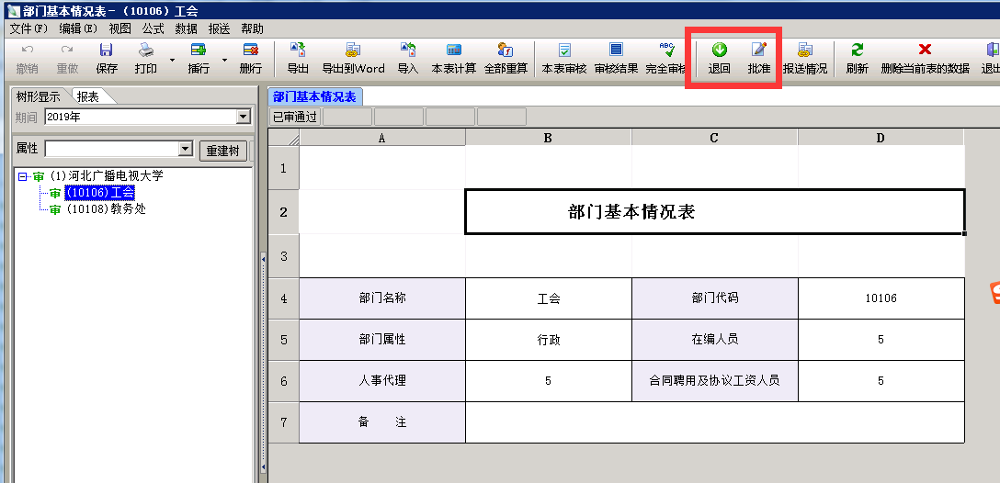 部门基本情况表－（10106）工会
文件(F) 编辑(E) 视图 公式 数据 报送 帮助
撤销 重做 保存 打印 插行 删行 导出 导出到Word 导入 本表计算 全部重算 本表审核 审核结果 完全审核 退回 批准 报送情况 刷新 删除当前表的数据 退出
树形显示 报表
期间 2019年
属性 重建树
(1)河北广播电视大学
(10106)工会
(10108)教务处
部门基本情况表
已审通过
A B C D
1
2 部门基本情况表
3
4 部门名称 工会 部门代码 10106
5 部门属性 行政 在编人员 5
6 人事代理 5 合同聘用及协议工资人员 5
7 备 注